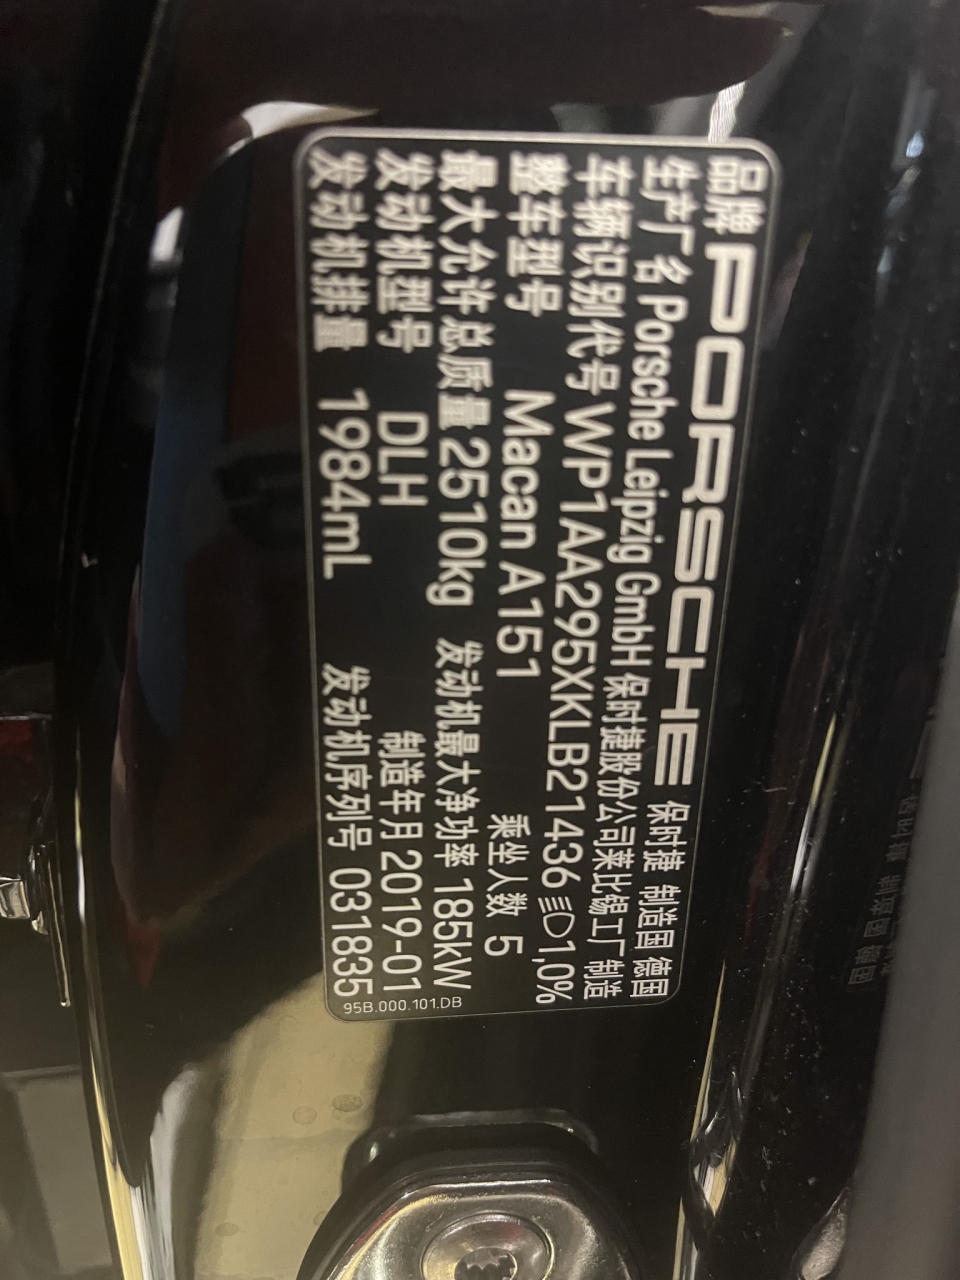 品牌 PORSCHE 保时捷 制造国 德国
生产厂名 Porsche Leipzig GmbH 保时捷股份公司莱比锡工厂制造
车辆识别代号 WP1AA295XKLB21436 1,0%
整车型号 Macan A151 乘坐人数 5
最大允许总质量 2510kg 发动机最大净功率 185kW
发动机型号 DLH 制造年月 2019-01
发动机排量 1984mL 发动机序列号 031835
95B.000.101.DB